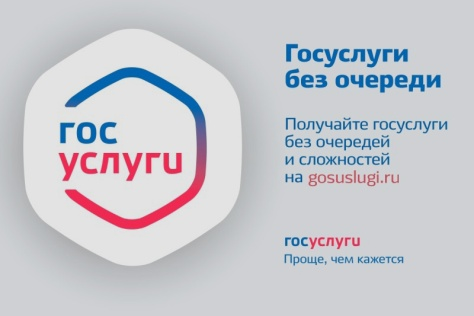 гос
услуги
Госуслуги
без очереди
Получайте госуслуги
без очередей
и сложностей
на gosuslugi.ru
госуслуги
Проще, чем кажется